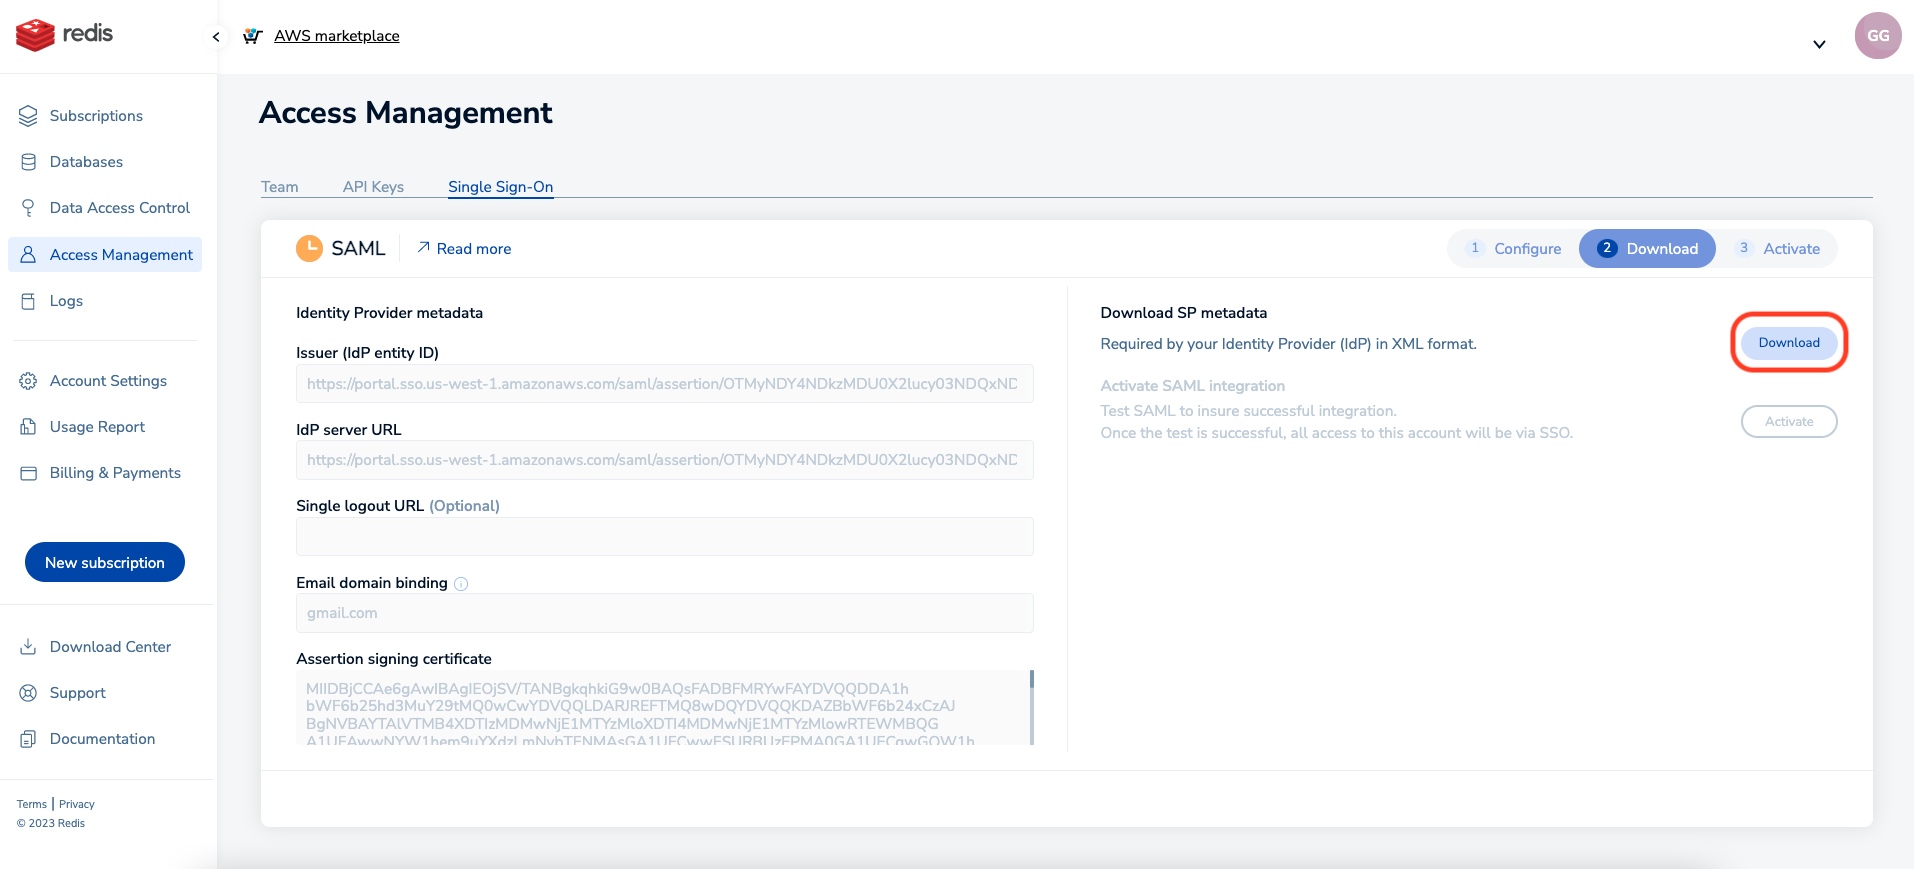 redis
AWS marketplace
GG
Subscriptions
Databases
Data Access Control
Access Management
Logs
Account Settings
Usage Report
Billing & Payments
New subscription
Download Center
Support
Documentation
Terms | Privacy
© 2023 Redis
Access Management
Team API Keys Single Sign-On
SAML Read more
1 Configure 2 Download 3 Activate
Identity Provider metadata
Issuer (IdP entity ID)
https://portal.sso.us-west-1.amazonaws.com/saml/assertion/OTMyNDY4NDkzMDU0X2lucy03NDQxND
IdP server URL
https://portal.sso.us-west-1.amazonaws.com/saml/assertion/OTMyNDY4NDkzMDU0X2lucy03NDQxND
Single logout URL (Optional)
Email domain binding
gmail.com
Assertion signing certificate
MIIDBjCCAe6gAwIBAgIEOjSV/TANBgkqhkiG9w0BAQsFADBFMRYwFAYDVQQDDA1h
bWF6b25hd3MuY29tMQ0wCwYDVQQLDARJREFTMQ8wDQYDVQQKDAZBbWF6b24xCzAJ
BgNVBAYTAlVTMB4XDTIzMDMwNjE1MTYzMloXDTI4MDMwNjE1MTYzMlowRTEWMBQG
Download SP metadata
Required by your Identity Provider (IdP) in XML format.
Download
Activate SAML integration
Test SAML to insure successful integration.
Once the test is successful, all access to this account will be via SSO.
Activate